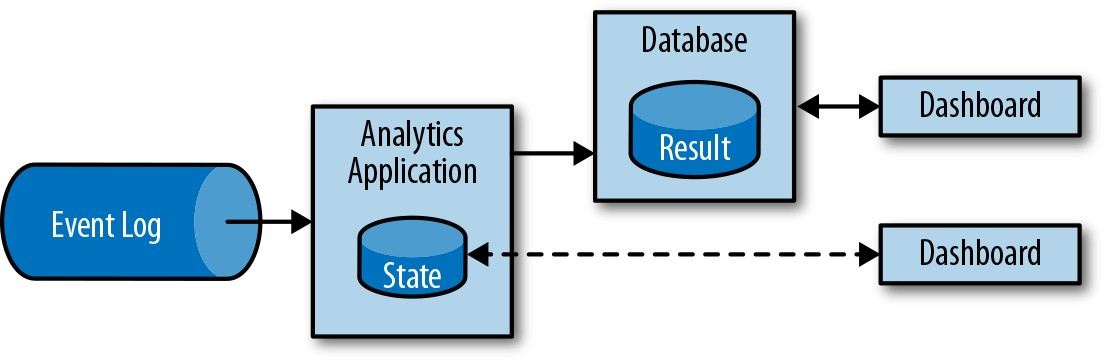 Event Log
Analytics
Application
State
Database
Result
Dashboard
Dashboard